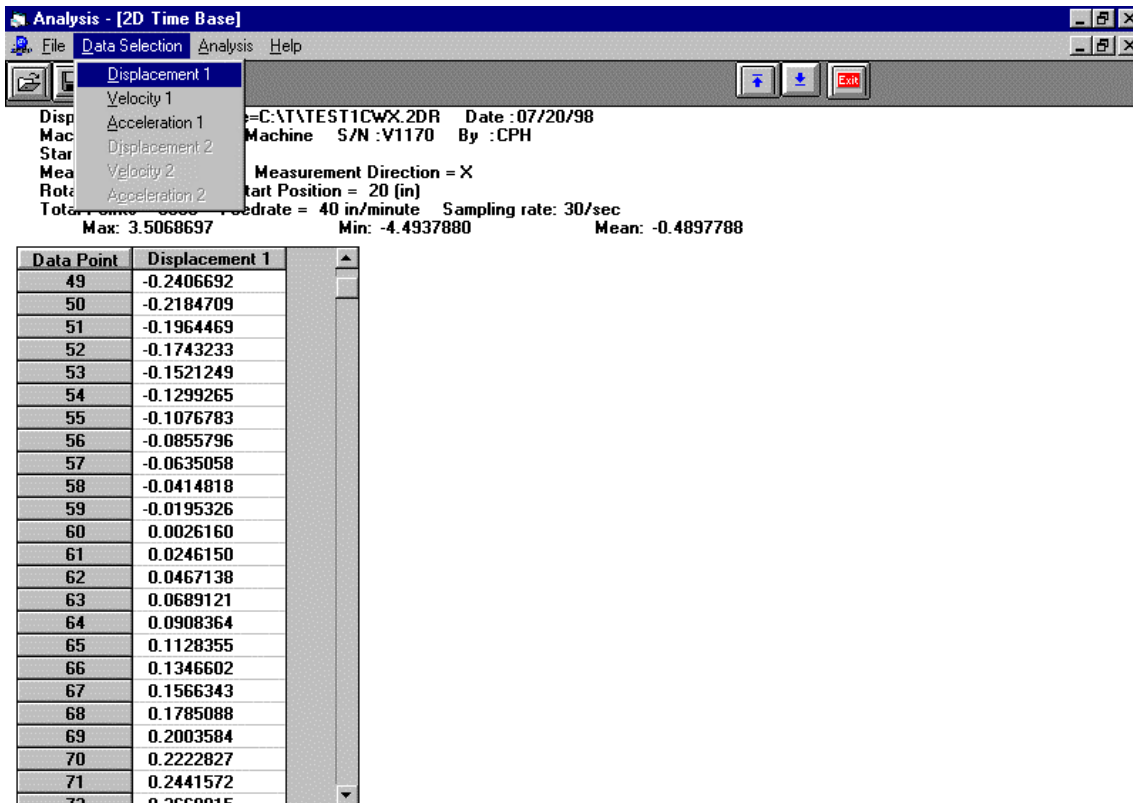 Analysis - [2D Time Base]
File Data Selection Analysis Help
Displacement 1
Velocity 1
Acceleration 1
Displacement 2
Velocity 2
Acceleration 2
Exit
Disp =C:\T\TEST1CWX.2DR Date :07/20/98
Mac Machine S/N :V1170 By :CPH
Star
Mea Measurement Direction = X
Rota tart Position = 20 (in)
Total = 40 in/minute Sampling rate: 30/sec
Max: 3.5068697 Min: -4.4937880 Mean: -0.4897788
Data Point Displacement 1
49 -0.2406692
50 -0.2184709
51 -0.1964469
52 -0.1743233
53 -0.1521249
54 -0.1299265
55 -0.1076783
56 -0.0855796
57 -0.0635058
58 -0.0414818
59 -0.0195326
60 0.0026160
61 0.0246150
62 0.0467138
63 0.0689121
64 0.0908364
65 0.1128355
66 0.1346602
67 0.1566343
68 0.1785088
69 0.2003584
70 0.2222827
71 0.2441572